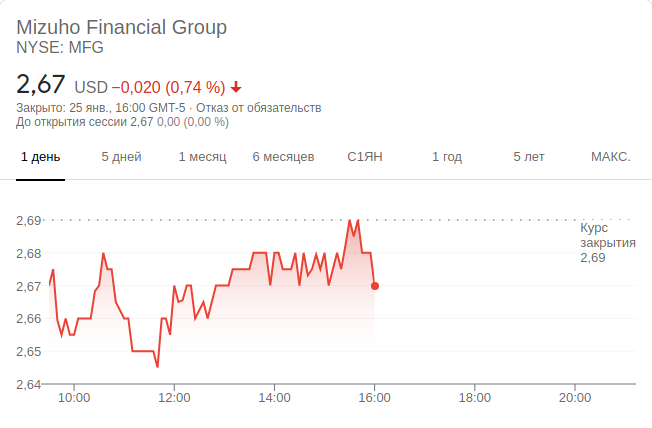 Mizuho Financial Group
NYSE: MFG
2,67 USD −0,020 (0,74 %)
Закрыто: 25 янв., 16:00 GMT-5 · Отказ от обязательств
До открытия сессии 2,67 0,00 (0,00 %)
1 день 5 дней 1 месяц 6 месяцев С1ЯН 1 год 5 лет МАКС.
2,69
Курс
закрытия
2,69
2,68
2,67
2,66
2,65
2,64
10:00 12:00 14:00 16:00 18:00 20:00